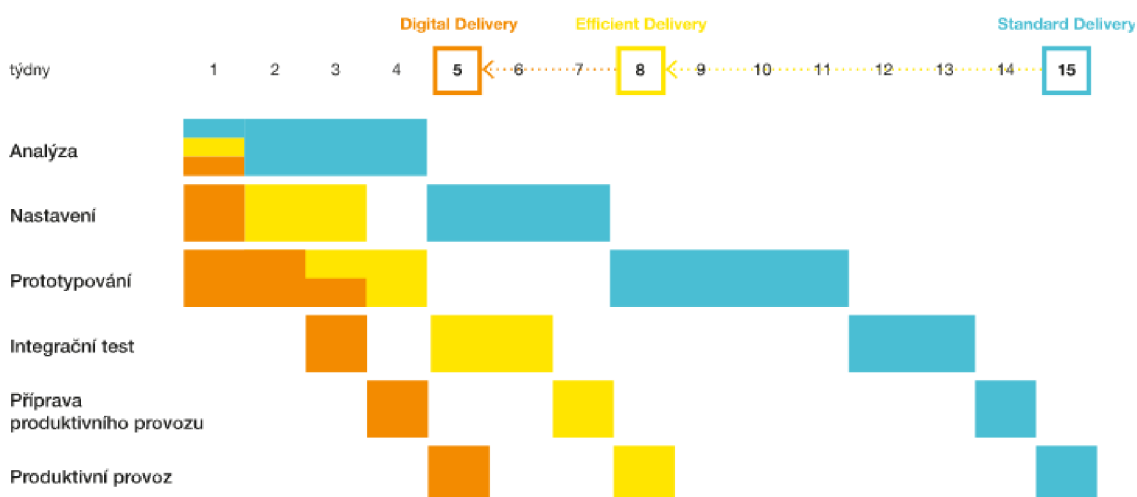 Digital Delivery Efficient Delivery Standard Delivery
týdny 1 2 3 4 5 6 7 8 9 10 11 12 13 14 15
Analýza
Nastavení
Prototypování
Integrační test
Příprava
produktivního provozu
Produktivní provoz